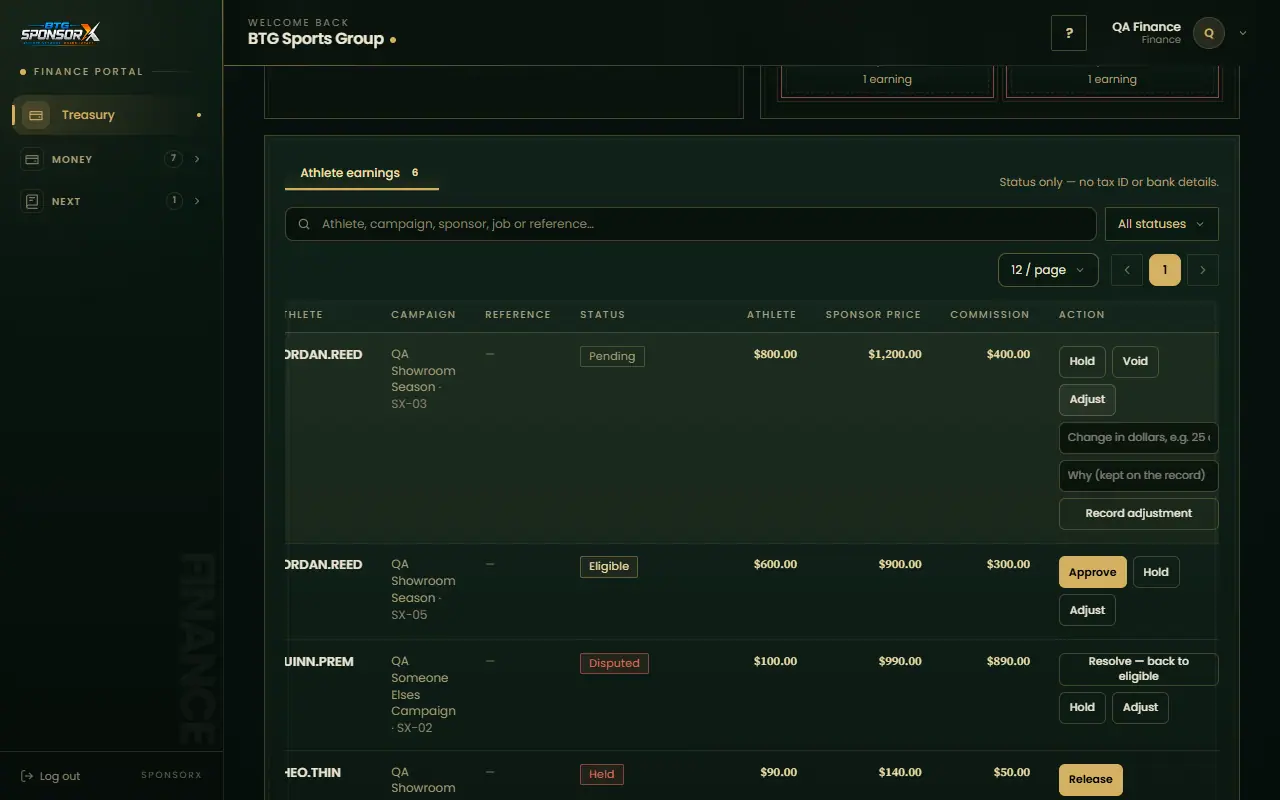 BTG
SPONSORX
FINANCE PORTAL
Treasury
MONEY 7
NEXT 1
FINANCE
Log out SPONSORX
WELCOME BACK
BTG Sports Group
?
QA Finance
Finance
Q
1 earning 1 earning
Athlete earnings 6
Status only — no tax ID or bank details.
Athlete, campaign, sponsor, job or reference...
All statuses
12 / page
1
THLETE CAMPAIGN REFERENCE STATUS ATHLETE SPONSOR PRICE COMMISSION ACTION
ORDAN.REED QA Showroom Season · SX-03 — Pending $800.00 $1,200.00 $400.00 Hold Void
Adjust
Change in dollars, e.g. 25
Why (kept on the record)
Record adjustment
ORDAN.REED QA Showroom Season · SX-05 — Eligible $600.00 $900.00 $300.00 Approve Hold
Adjust
UINN.PREM QA Someone Elses Campaign · SX-02 — Disputed $100.00 $990.00 $890.00 Resolve — back to eligible
Hold Adjust
HEO.THIN QA Showroom — Held $90.00 $140.00 $50.00 Release